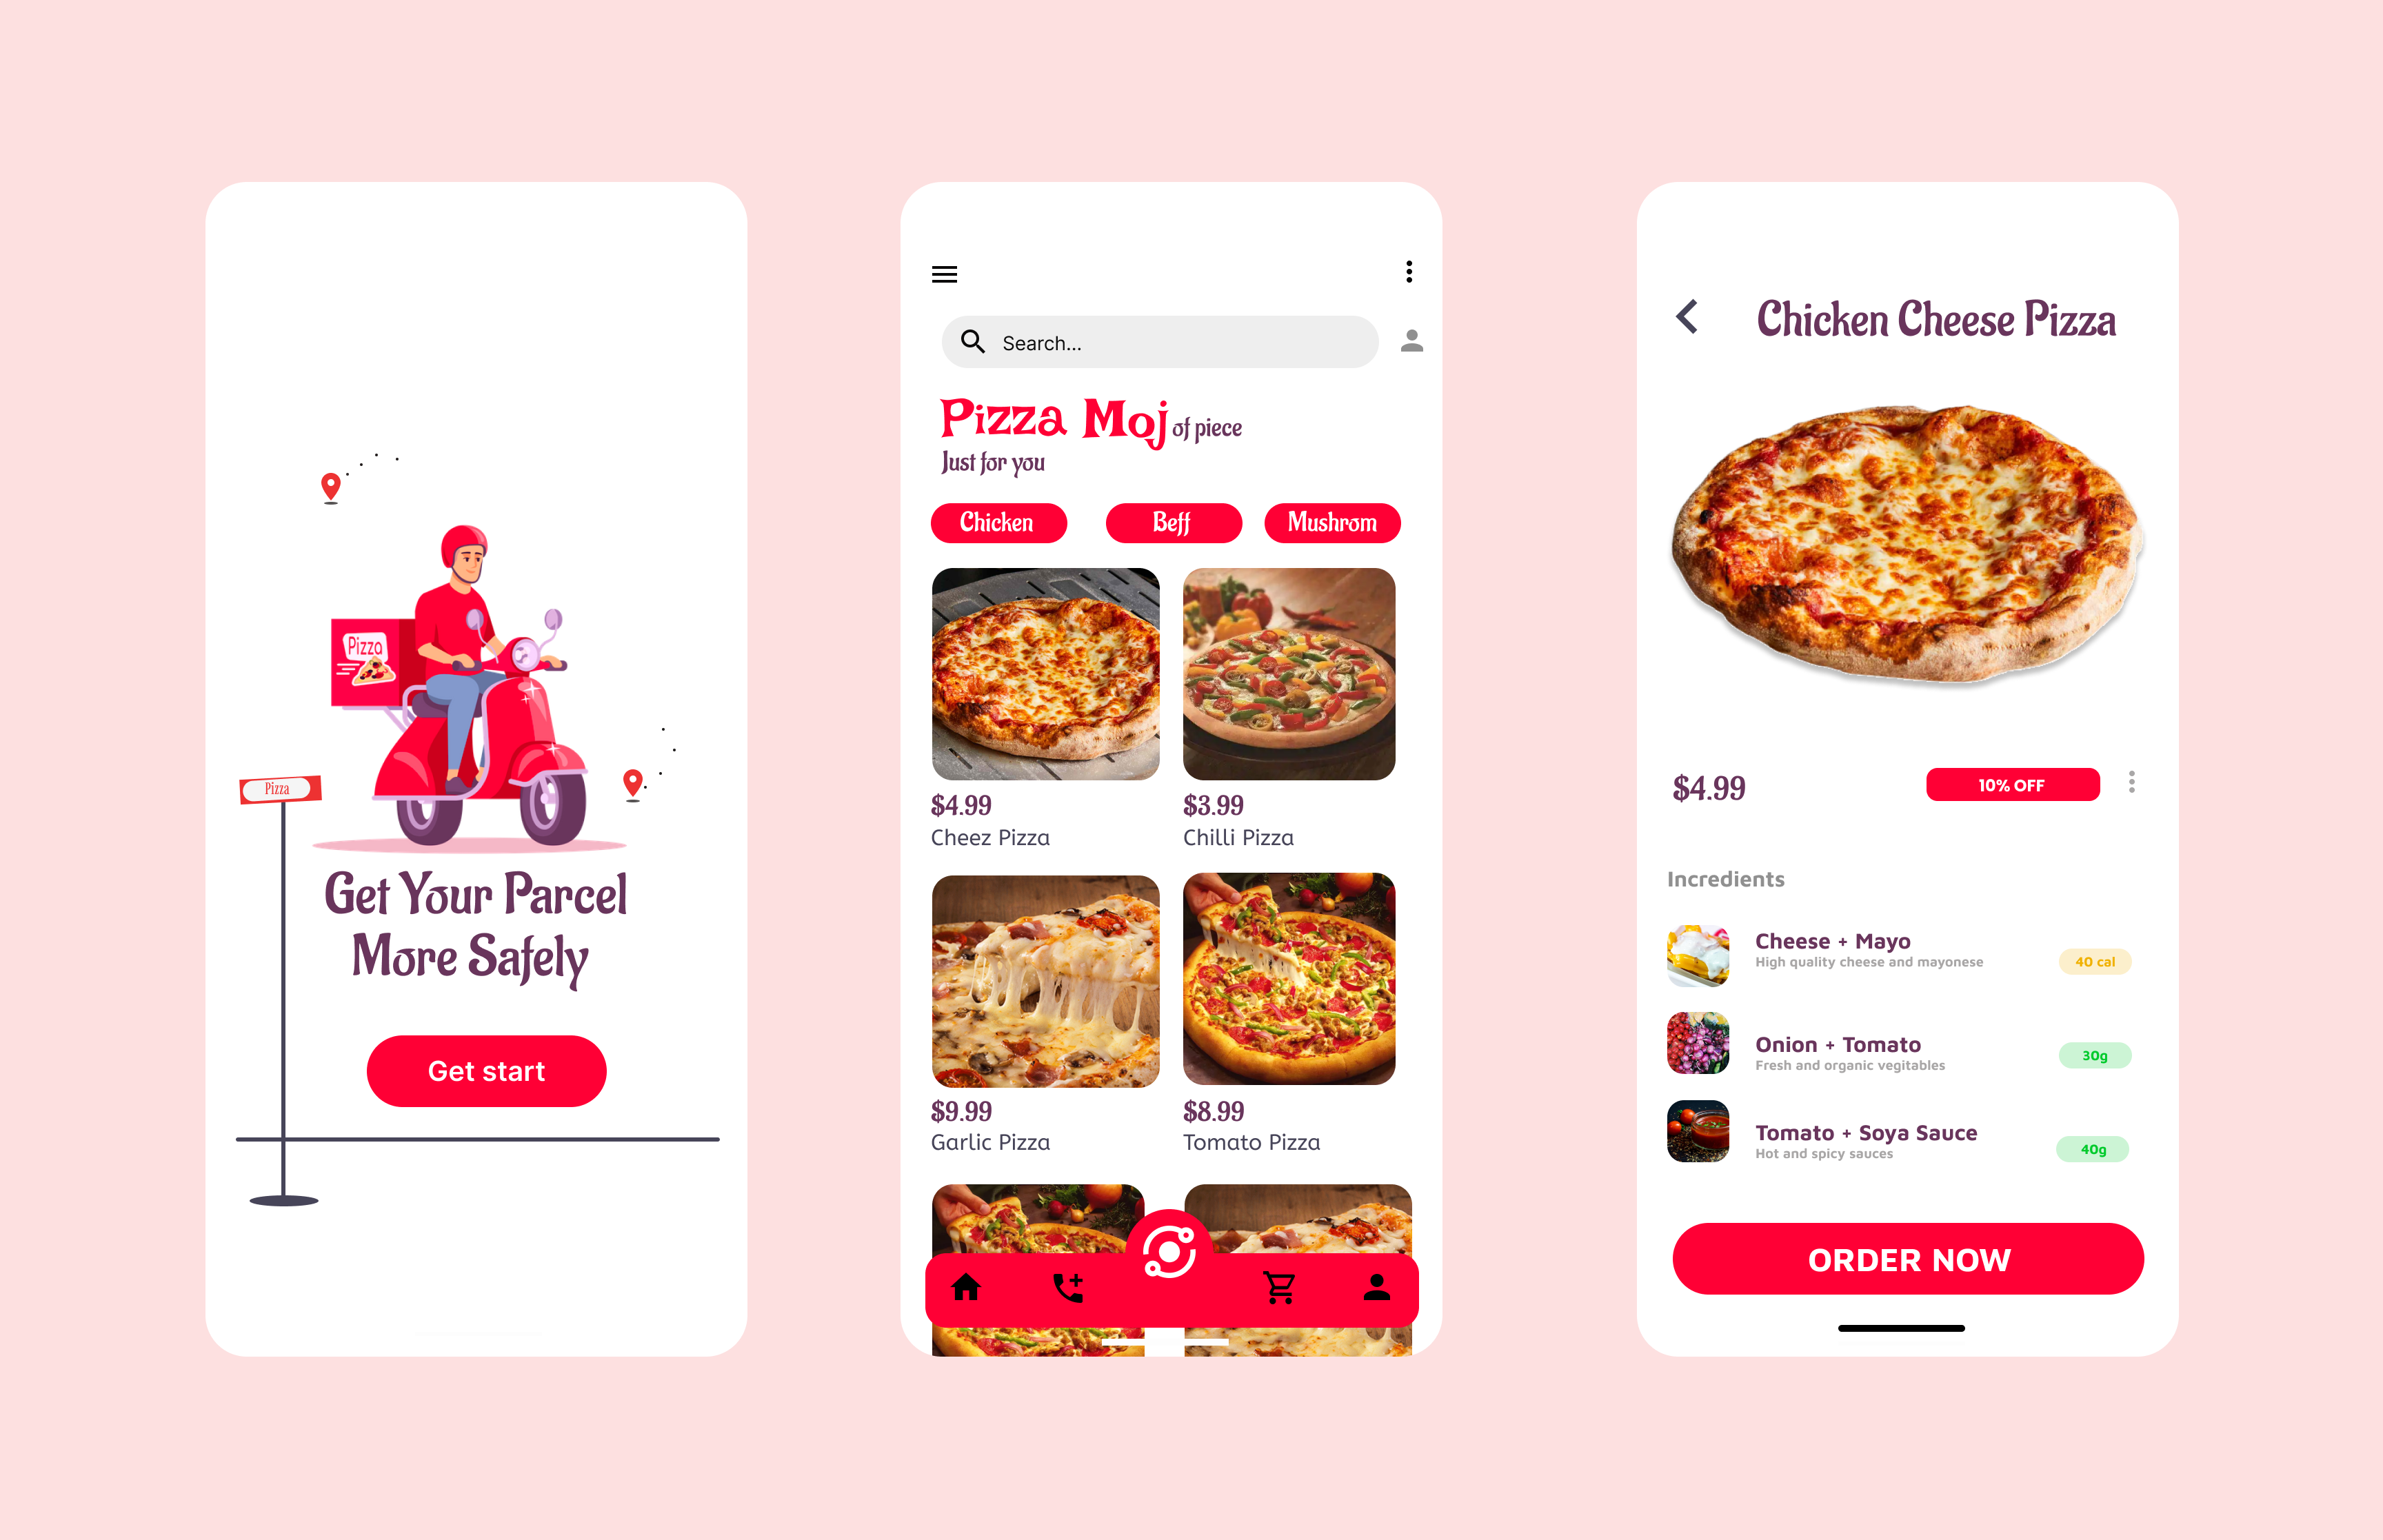 Pizza
Pizza
Get Your Parcel
More Safely
Get start
Search...
Pizza Moj of piece
Just for you
Chicken
Beff
Mushrom
$4.99
Cheez Pizza
$3.99
Chilli Pizza
$9.99
Garlic Pizza
$8.99
Tomato Pizza
Chicken Cheese Pizza
$4.99
10% OFF
Incredients
Cheese + Mayo
High quality cheese and mayonese
40 cal
Onion + Tomato
Fresh and organic vegitables
30g
Tomato + Soya Sauce
Hot and spicy sauces
40g
ORDER NOW